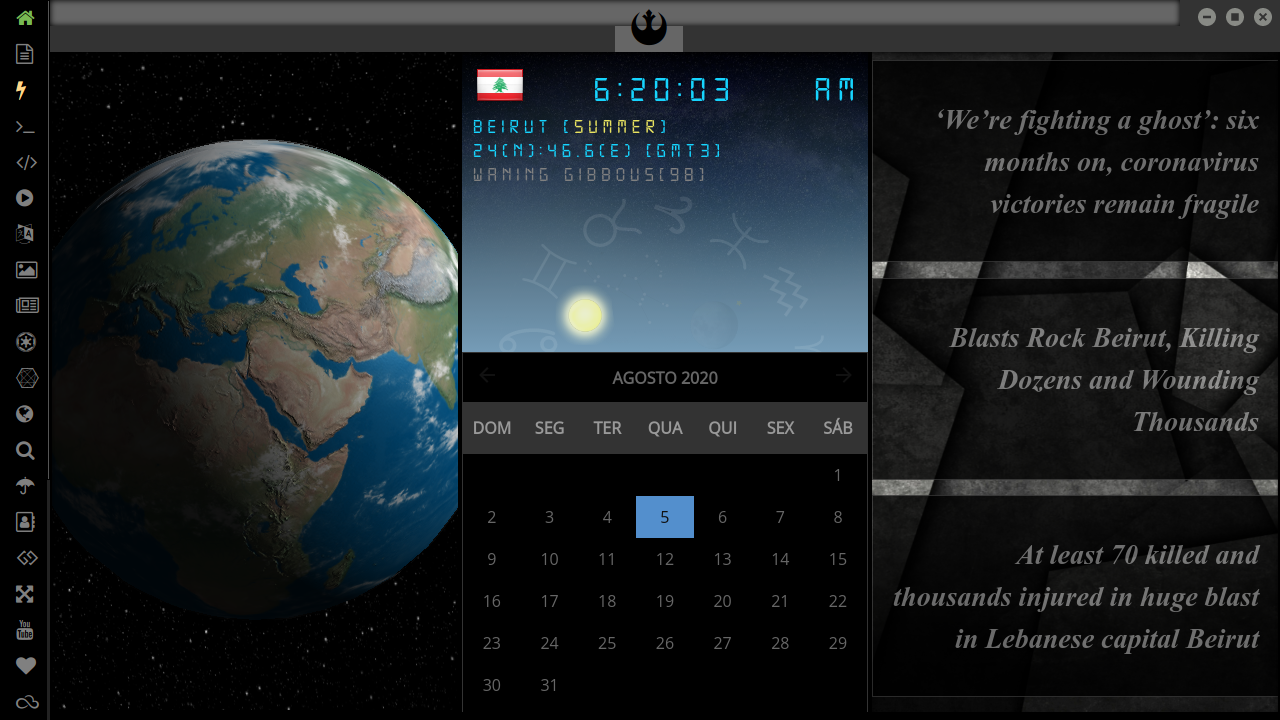 6:20:03 AM
BEIRUT (SUMMER)
24(N):46.6(E) (GMT3)
WANING GIBBOUS(98)
AGOSTO 2020
DOM SEG TER QUA QUI SEX SÁB
1
2 3 4 5 6 7 8
9 10 11 12 13 14 15
16 17 18 19 20 21 22
23 24 25 26 27 28 29
30 31
‘We’re fighting a ghost’: six
months on, coronavirus
victories remain fragile
Blasts Rock Beirut, Killing
Dozens and Wounding
Thousands
At least 70 killed and
thousands injured in huge blast
in Lebanese capital Beirut
You
Tube